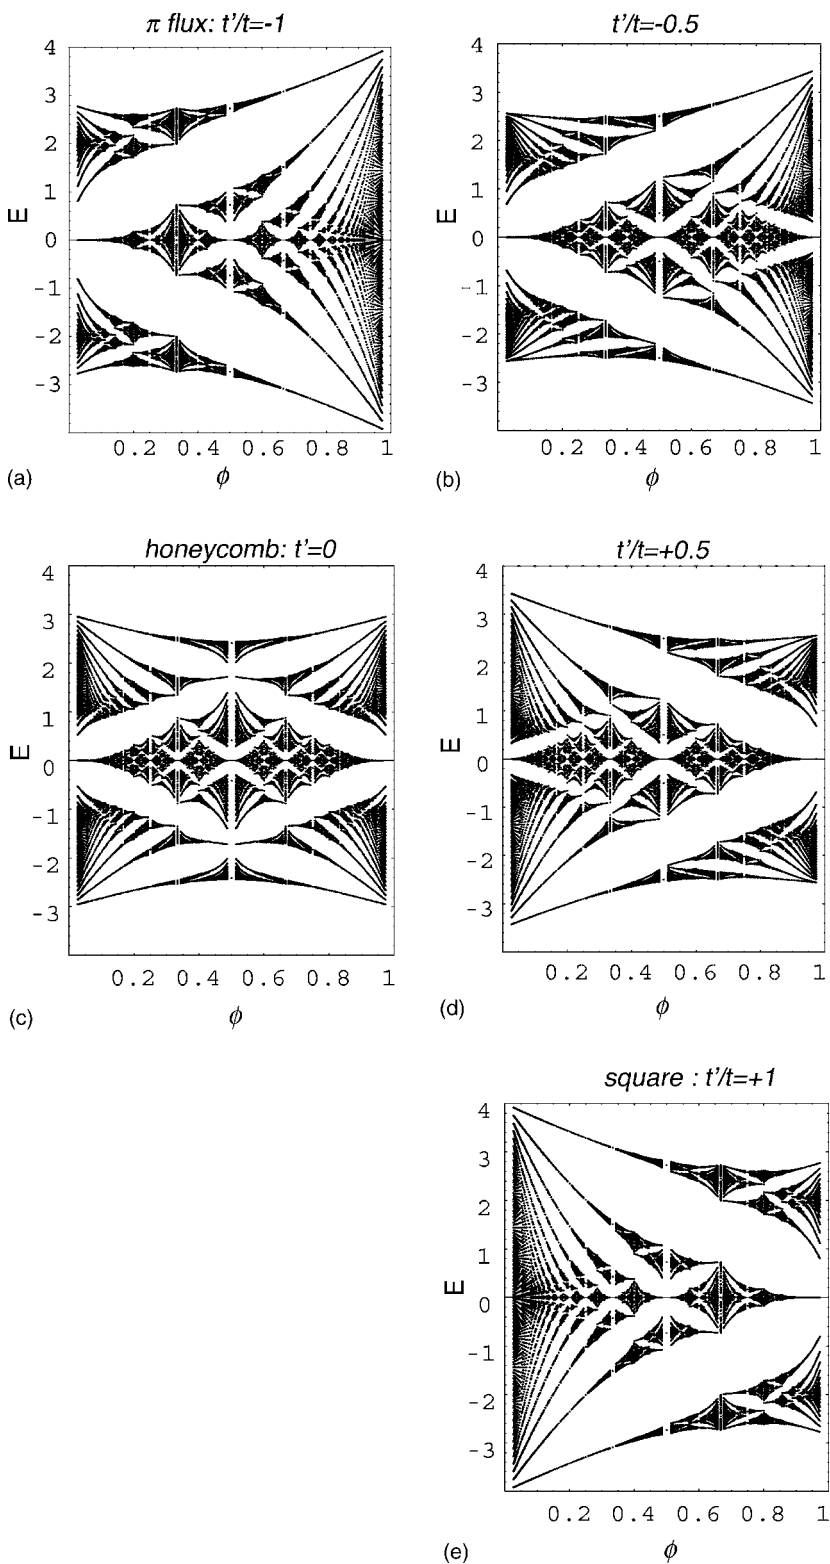 π flux: t'/t=-1
4
3
2
1
0
-1
-2
-3
E
0.2 0.4 0.6 0.8 1
ϕ
(a)
t'/t=-0.5
4
3
2
1
0
-1
-2
-3
E
0.2 0.4 0.6 0.8 1
ϕ
(b)
honeycomb: t'=0
4
3
2
1
0
-1
-2
-3
E
0.2 0.4 0.6 0.8 1
ϕ
(c)
t'/t=+0.5
4
3
2
1
0
-1
-2
-3
E
0.2 0.4 0.6 0.8 1
ϕ
(d)
square : t'/t=+1
4
3
2
1
0
-1
-2
-3
E
0.2 0.4 0.6 0.8 1
ϕ
(e)